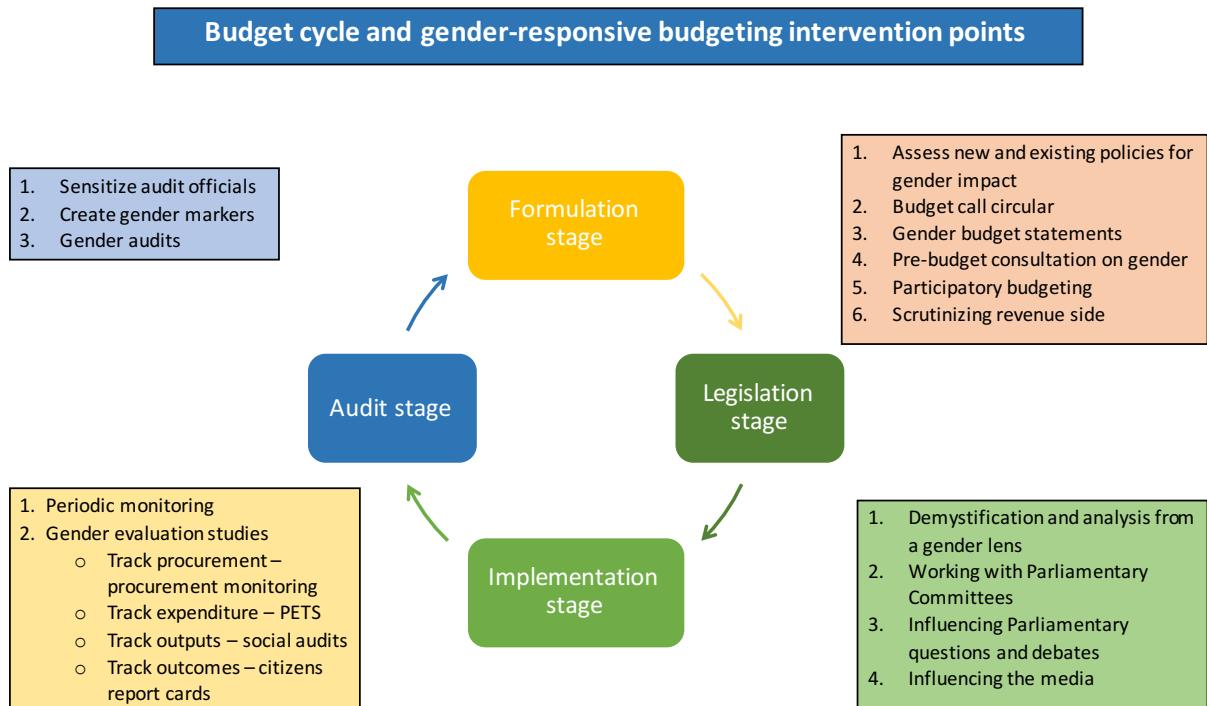 Budget cycle and gender-responsive budgeting intervention points
1. Sensitize audit officials
2. Create gender markers
3. Gender audits
Formulation
stage
1. Assess new and existing policies for
gender impact
2. Budget call circular
3. Gender budget statements
4. Pre-budget consultation on gender
5. Participatory budgeting
6. Scrutinizing revenue side
Audit stage
Legislation
stage
1. Periodic monitoring
2. Gender evaluation studies
o Track procurement –
procurement monitoring
o Track expenditure – PETS
o Track outputs – social audits
o Track outcomes – citizens
report cards
Implementation
stage
1. Demystification and analysis from
a gender lens
2. Working with Parliamentary
Committees
3. Influencing Parliamentary
questions and debates
4. Influencing the media